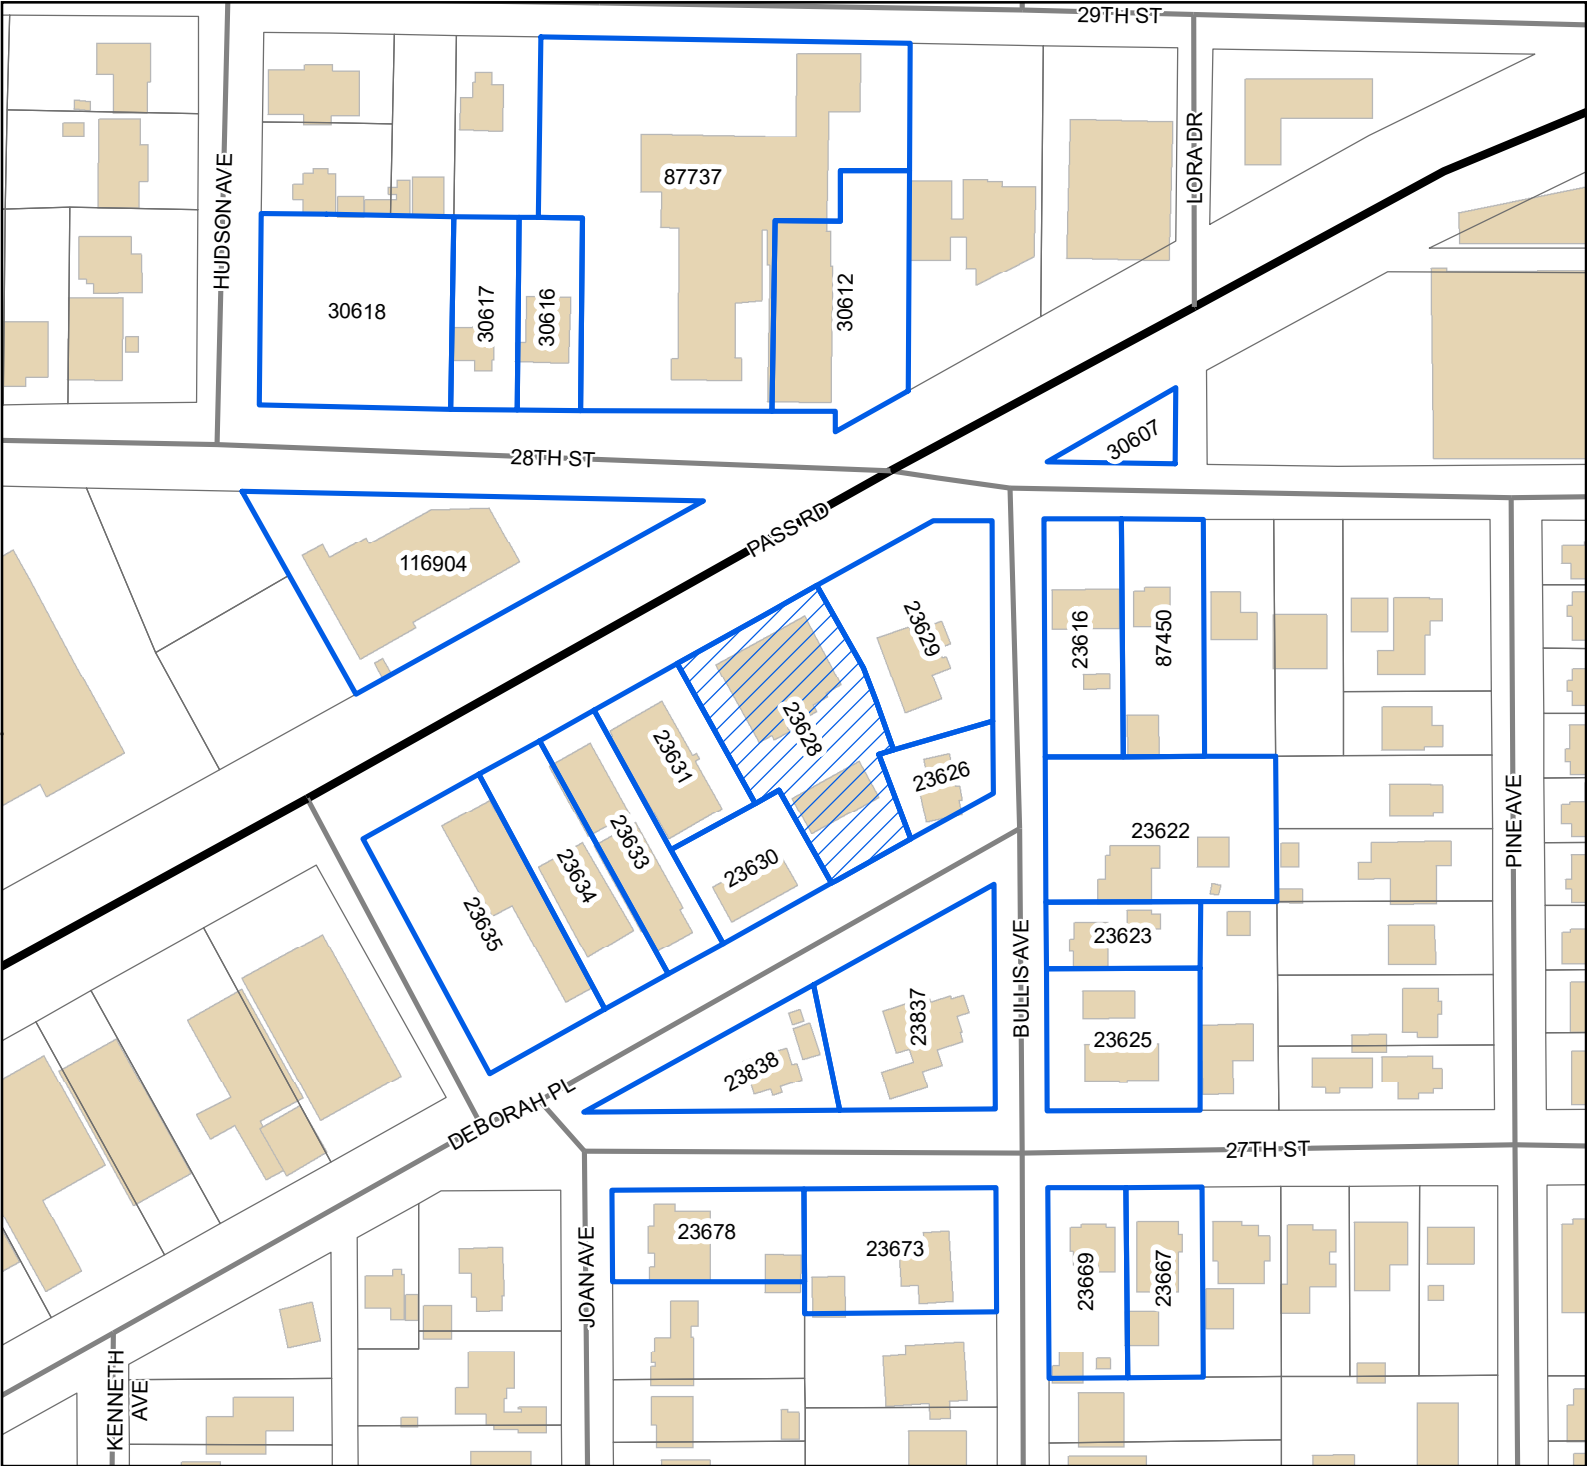 29TH ST
LORA DR
HUDSON AVE
87737
30612
30618
30617
30616
30607
28TH ST
PASS RD
116904
23629
23616
87450
23628
23631
23626
23633
23622
23630
23634
23635
PINE AVE
23623
BULLIS AVE
23837
23625
23838
DEBORAH PL
27TH ST
23678
23673
23669
23667
JOAN AVE
KENNETH
AVE